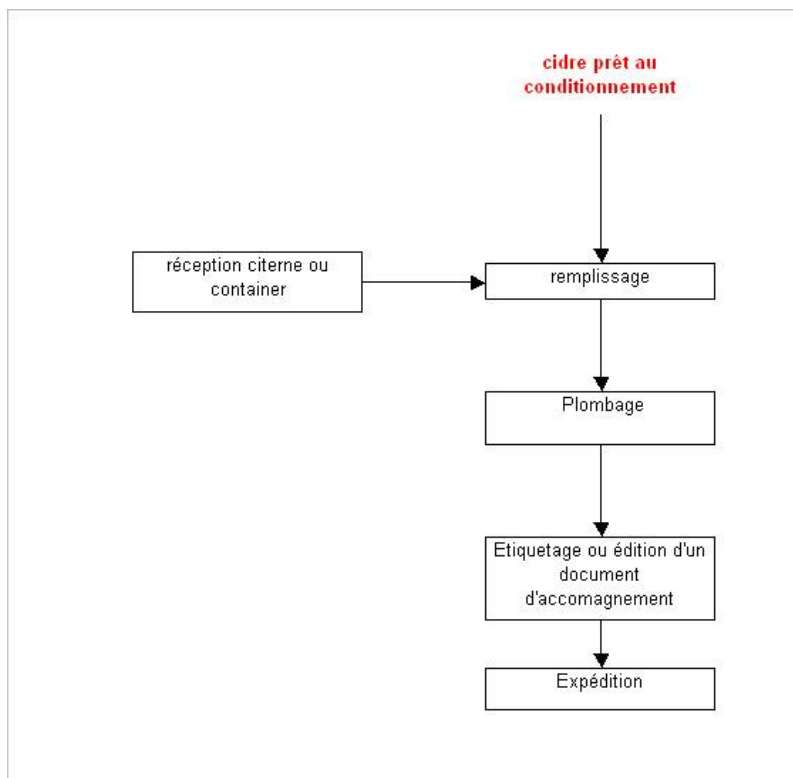 cidre prêt au
conditionnement
réception citerne ou
container
remplissage
Plombage
Etiquetage ou édition d'un
document
d'accomagnement
Expédition